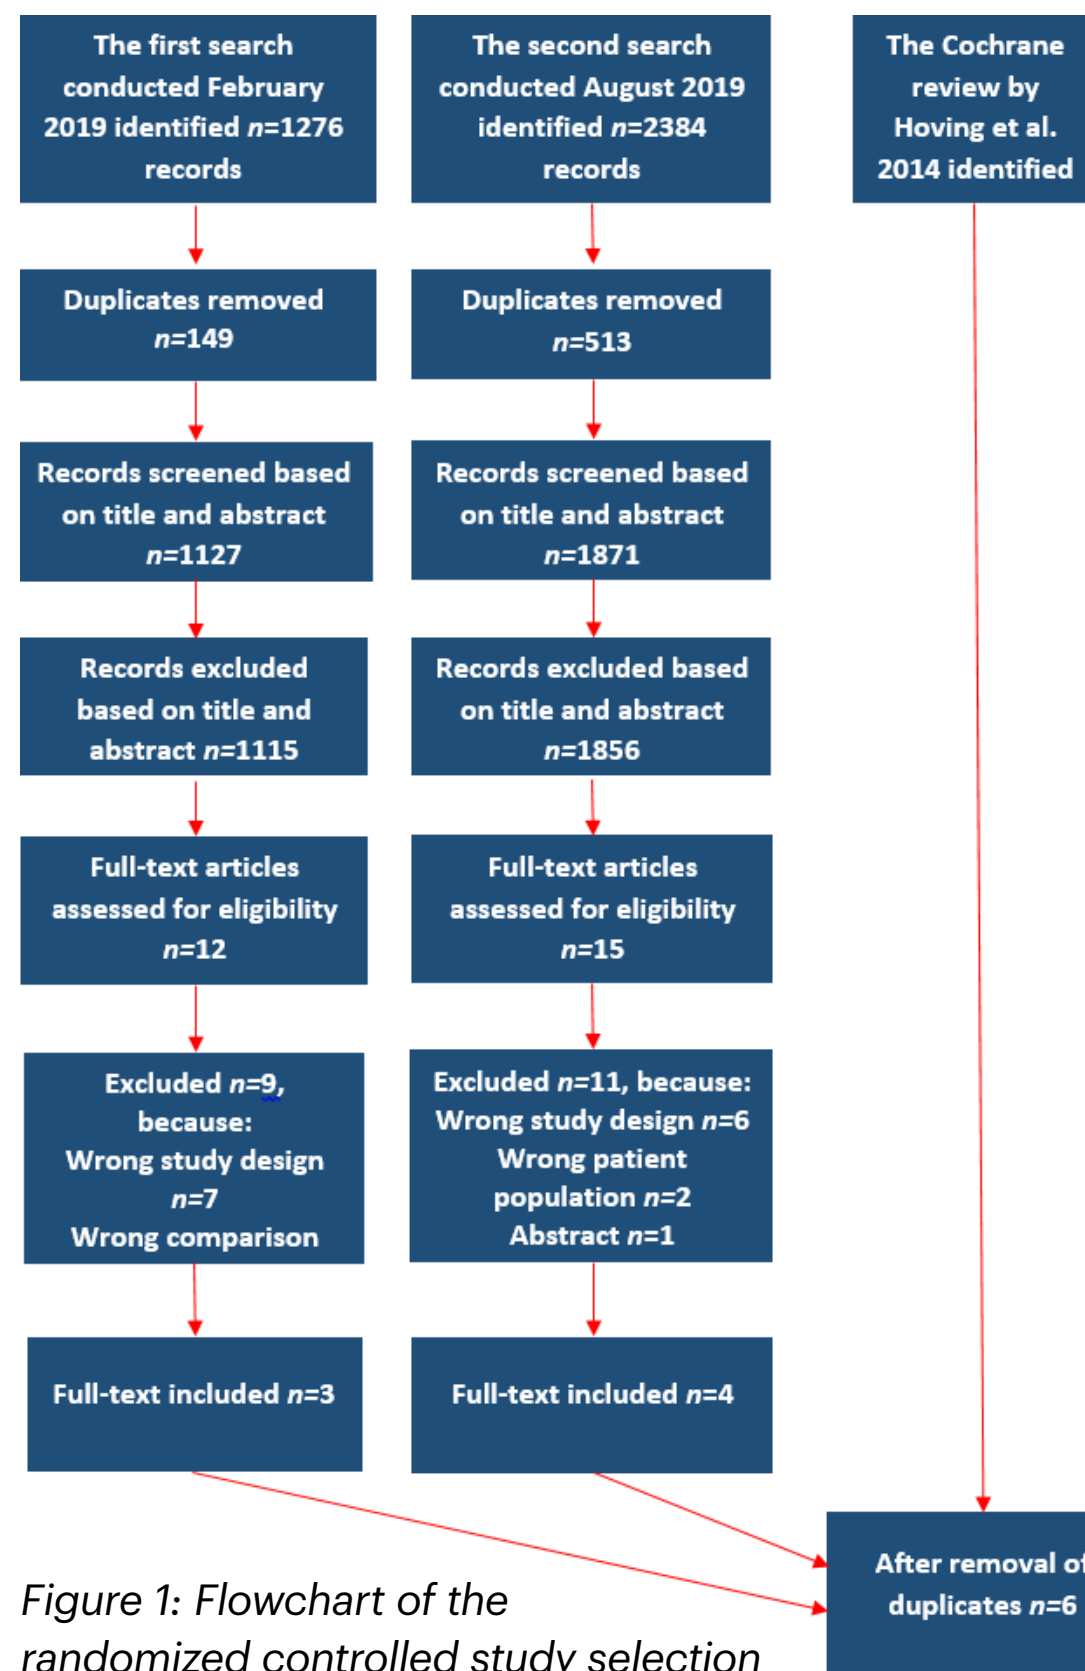 The first search
conducted February
2019 identified n=1276
records
Duplicates removed
n=149
Records screened based
on title and abstract
n=1127
Records excluded
based on title and
abstract n=1115
Full-text articles
assessed for eligibility
n=12
Excluded n=9,
because:
Wrong study design
n=7
Wrong comparison
Full-text included n=3
The second search
conducted August 2019
identified n=2384
records
Duplicates removed
n=513
Records screened based
on title and abstract
n=1871
Records excluded based
on title and abstract
n=1856
Full-text articles
assessed for eligibility
n=15
Excluded n=11, because:
Wrong study design n=6
Wrong patient
population n=2
Abstract n=1
Full-text included n=4
The Cochrane
review by
Hoving et al.
2014 identified
After removal of
duplicates n=6
Figure 1: Flowchart of the
randomized controlled study selection